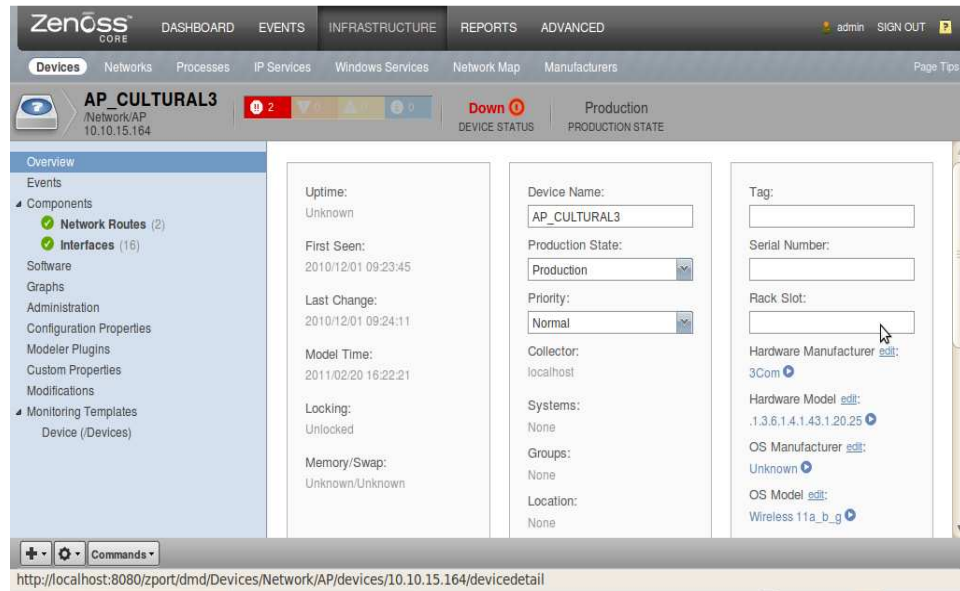 Zenōss DASHBOARD EVENTS INFRASTRUCTURE REPORTS ADVANCED admin SIGN OUT ?
CORE
Devices Networks Processes IP Services Windows Services Network Map Manufacturers Page Tips
AP_CULTURAL3
/Network/AP
10.10.15.164
2 0 0 0
Down
DEVICE STATUS
Production
PRODUCTION STATE
Overview
Events
Components
Network Routes (2)
Interfaces (16)
Software
Graphs
Administration
Configuration Properties
Modeler Plugins
Custom Properties
Modifications
Monitoring Templates
Device (/Devices)
Uptime:
Unknown
First Seen:
2010/12/01 09:23:45
Last Change:
2010/12/01 09:24:11
Model Time:
2011/02/20 16:22:21
Locking:
Unlocked
Memory/Swap:
Unknown/Unknown
Device Name:
AP_CULTURAL3
Production State:
Production
Priority:
Normal
Collector:
localhost
Systems:
None
Groups:
None
Location:
None
Tag:
Serial Number:
Rack Slot:
Hardware Manufacturer edit:
3Com
Hardware Model edit:
.1.3.6.1.4.1.43.1.20.25
OS Manufacturer edit:
Unknown
OS Model edit:
Wireless 11a_b_g
Commands
http://localhost:8080/zport/dmd/Devices/Network/AP/devices/10.10.15.164/devicedetail